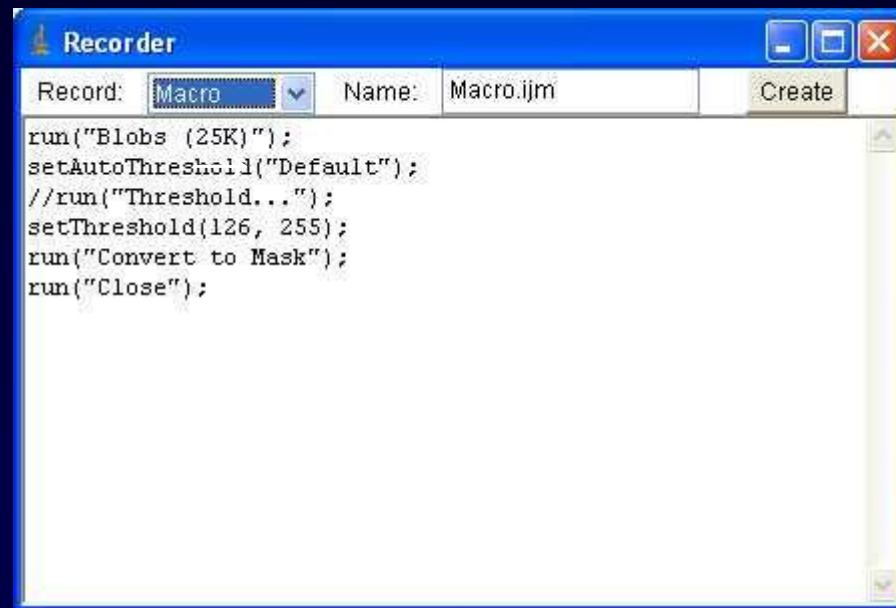 Recorder
Record: Macro Name: Macro.ijm Create
run("Blobs (25K)");
setAutoThreshold("Default");
//run("Threshold...");
setThreshold(126, 255);
run("Convert to Mask");
run("Close");